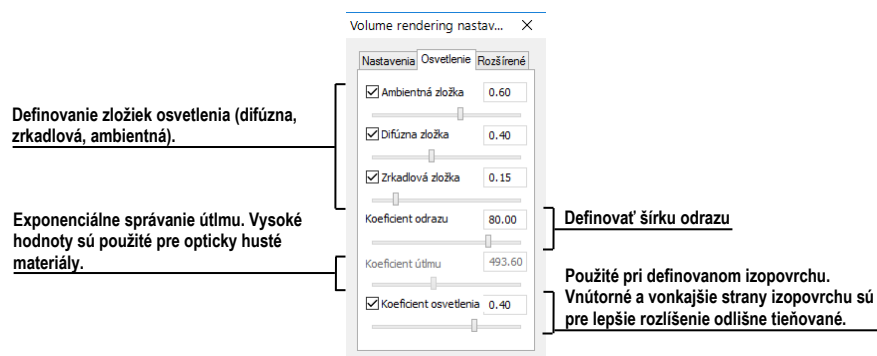 Volume rendering nastav...
Nastavenia Osvetlenie Rozšírené
Ambientná zložka 0.60
Difúzna zložka 0.40
Zrkadlová zložka 0.15
Koeficient odrazu 80.00
Koeficient útlmu 493.60
Koeficient osvetlenia 0.40
Definovanie zložiek osvetlenia (difúzna,
zrkadlová, ambientná).
Exponenciálne správanie útlmu. Vysoké
hodnoty sú použité pre opticky husté
materiály.
Definovať šírku odrazu
Použité pri definovanom izopovrchu.
Vnútorné a vonkajšie strany izopovrchu sú
pre lepšie rozlíšenie odlišne tieňované.